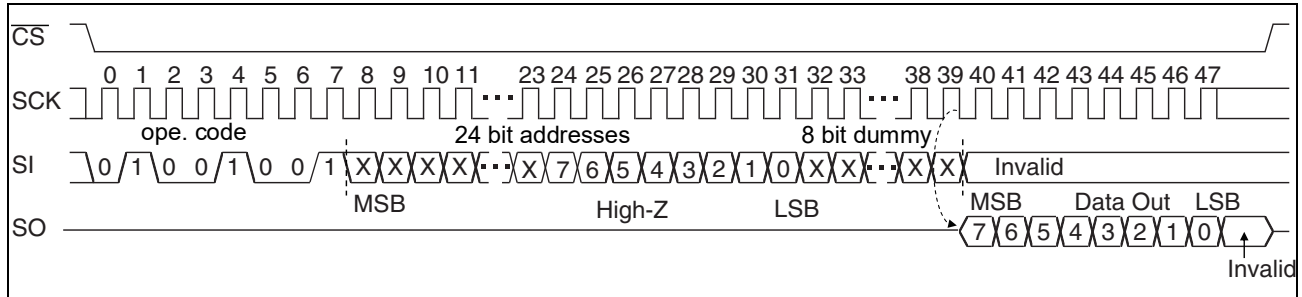 CS
0 1 2 3 4 5 6 7 8 9 10 11 23 24 25 26 27 28 29 30 31 32 33 38 39 40 41 42 43 44 45 46 47
SCK ... ...
ope. code 24 bit addresses 8 bit dummy
SI 0 1 0 0 1 0 0 1 X X X X ... X 7 6 5 4 3 2 1 0 X X ... X X Invalid
MSB High-Z LSB MSB Data Out LSB
SO 7 6 5 4 3 2 1 0
Invalid